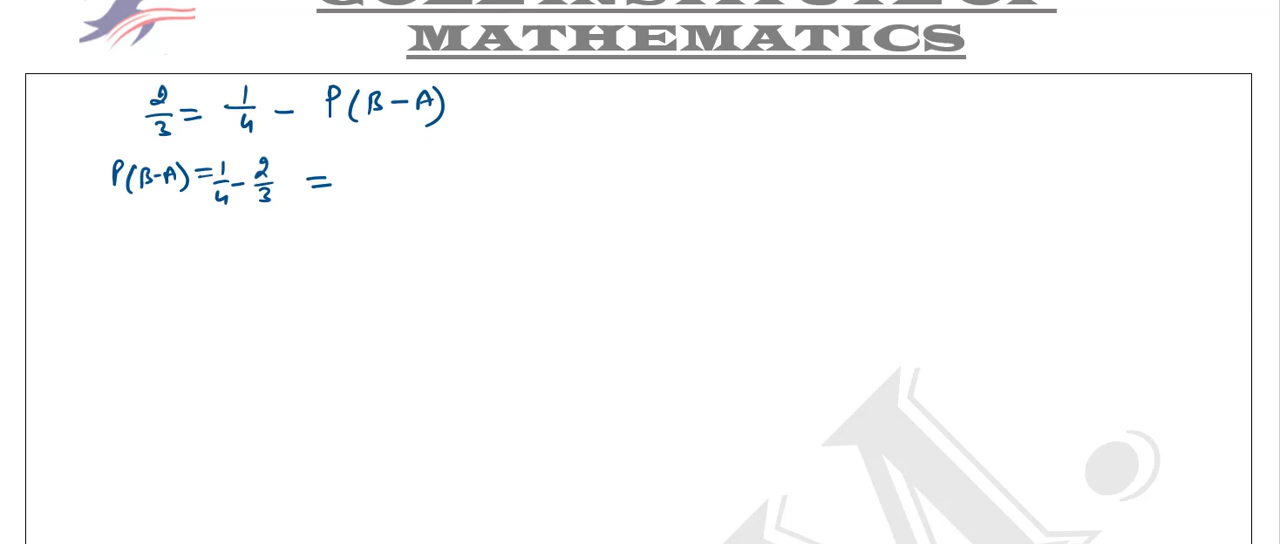 MATHEMATICS
2/3 = 1/4 - P(B-A)
P(B-A) = 1/4 - 2/3 =